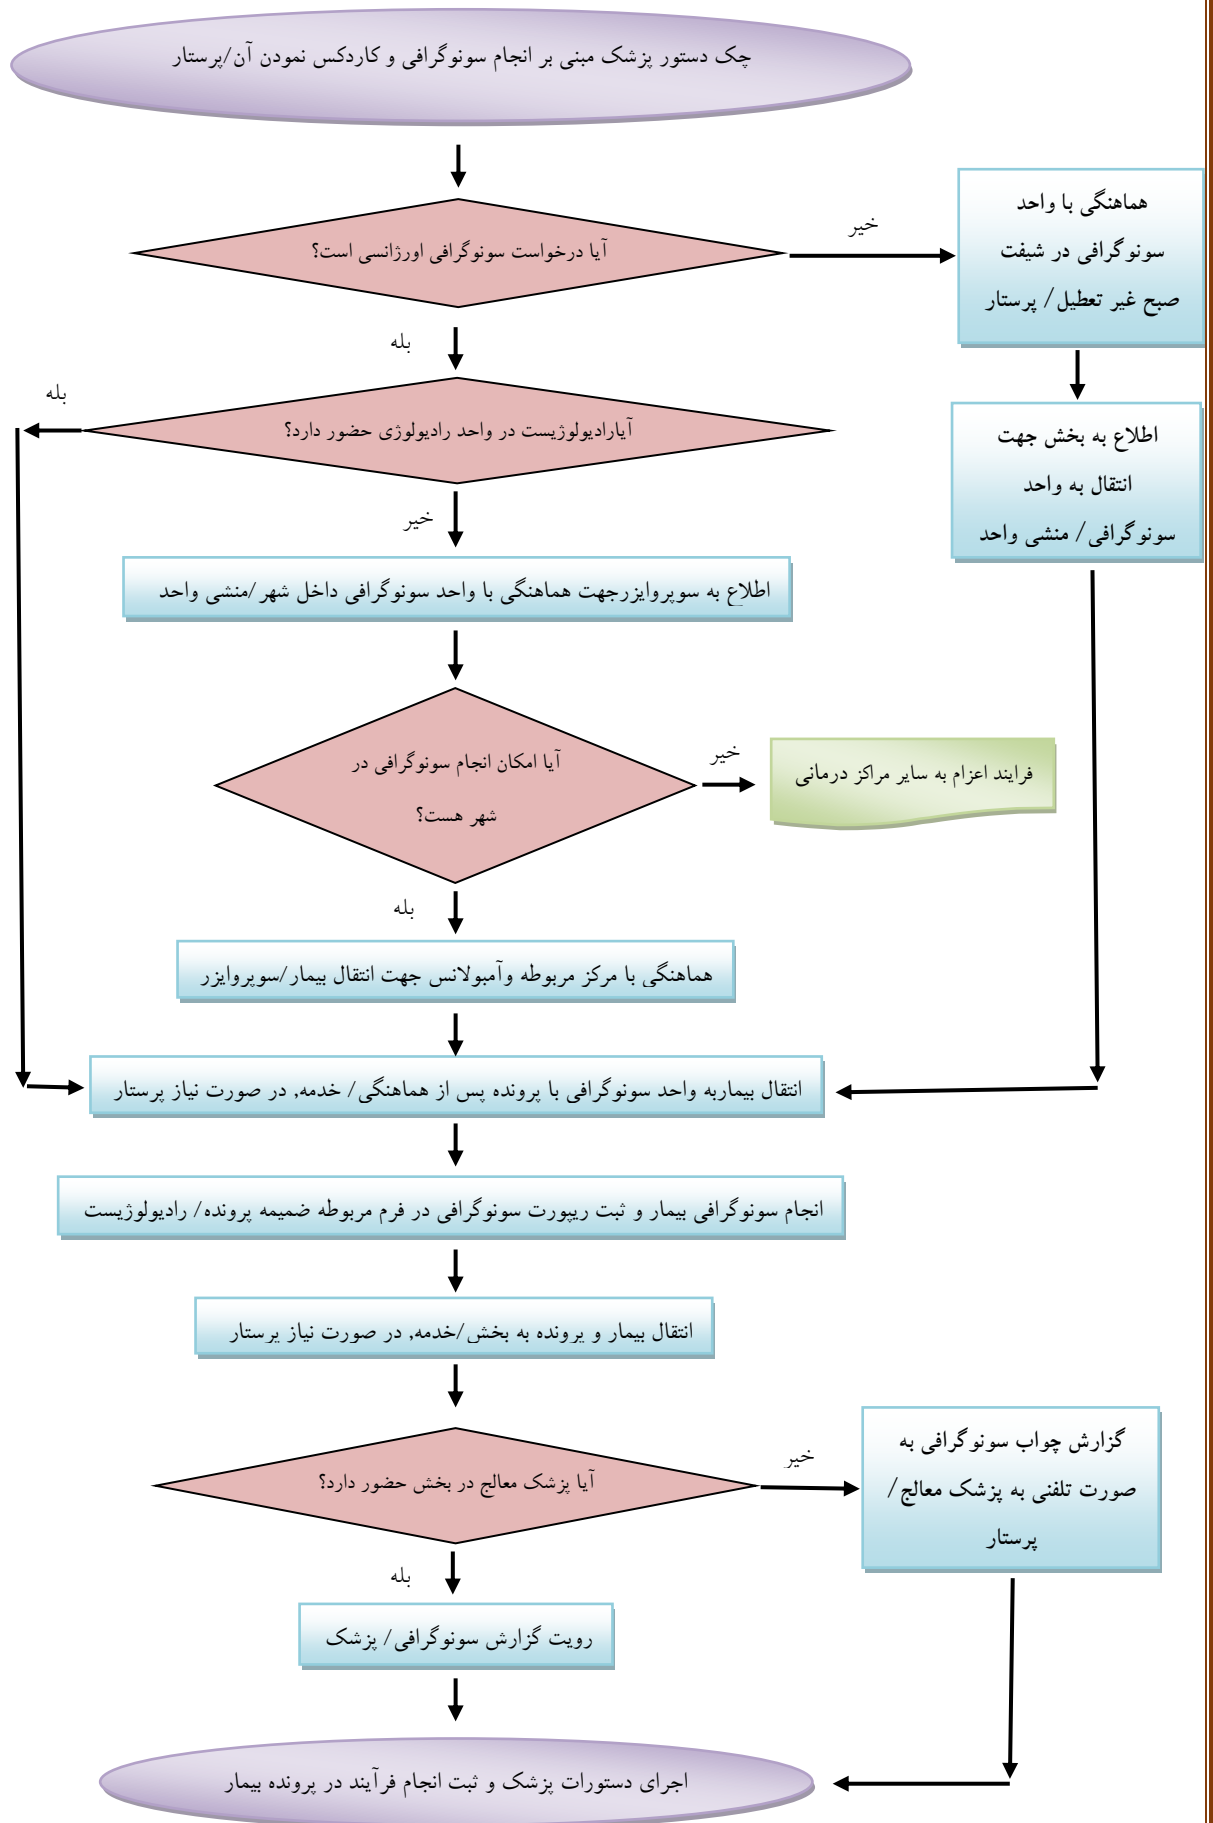 چک دستور پزشک مبنی بر انجام سونوگرافی و کاردکس نمودن آن/پرستار
آیا درخواست سونوگرافی اورژانسی است؟
خیر
هماهنگی با واحد
سونوگرافی در شیفت
صبح غیر تعطیل/ پرستار
بله
آیارادیولوژیست در واحد رادیولوژی حضور دارد؟
بله
اطلاع به بخش جهت
انتقال به واحد
سونوگرافی/ منشی واحد
خیر
اطلاع به سوپروایزرجهت هماهنگی با واحد سونوگرافی داخل شهر/منشی واحد
آیا امکان انجام سونوگرافی در
شهر هست؟
خیر
فرایند اعزام به سایر مراکز درمانی
بله
هماهنگی با مرکز مربوطه وآمبولانس جهت انتقال بیمار/سوپروایزر
انتقال بیماربه واحد سونوگرافی با پرونده پس از هماهنگی/ خدمه, در صورت نیاز پرستار
انجام سونوگرافی بیمار و ثبت ریپورت سونوگرافی در فرم مربوطه ضمیمه پرونده/ رادیولوژیست
انتقال بیمار و پرونده به بخش/خدمه, در صورت نیاز پرستار
آیا پزشک معالج در بخش حضور دارد؟
خیر
گزارش چواب سونوگرافی به
صورت تلفنی به پزشک معالج/
پرستار
بله
رویت گزارش سونوگرافی/ پزشک
اجرای دستورات پزشک و ثبت انجام فرآیند در پرونده بیمار